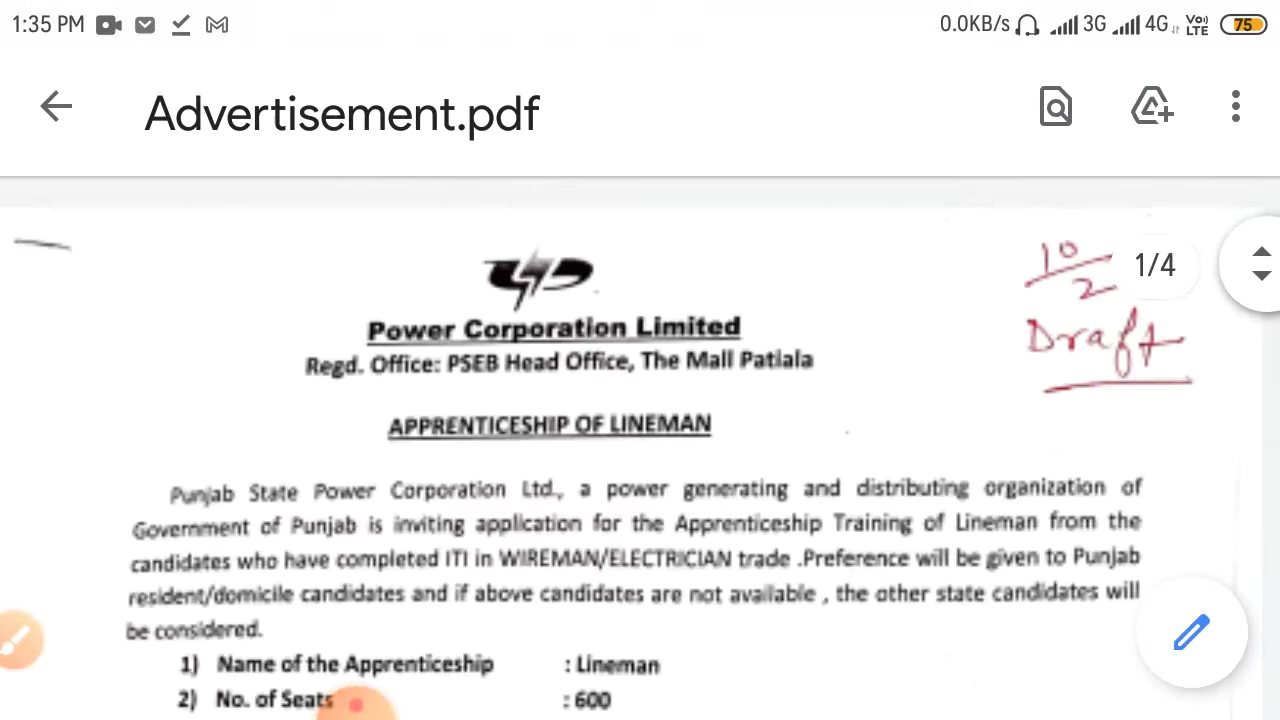 1:35 PM 0.0KB/s 3G 4G Vo) LTE 75
Advertisement.pdf
10/2
1/4
Draft
Power Corporation Limited
Regd. Office: PSEB Head Office, The Mall Patiala
APPRENTICESHIP OF LINEMAN
Punjab State Power Corporation Ltd., a power generating and distributing organization of
Government of Punjab is inviting application for the Apprenticeship Training of Lineman from the
candidates who have completed ITI in WIREMAN/ELECTRICIAN trade .Preference will be given to Punjab
resident/domicile candidates and if above candidates are not available , the other state candidates will
be considered.
1) Name of the Apprenticeship : Lineman
2) No. of Seats : 600